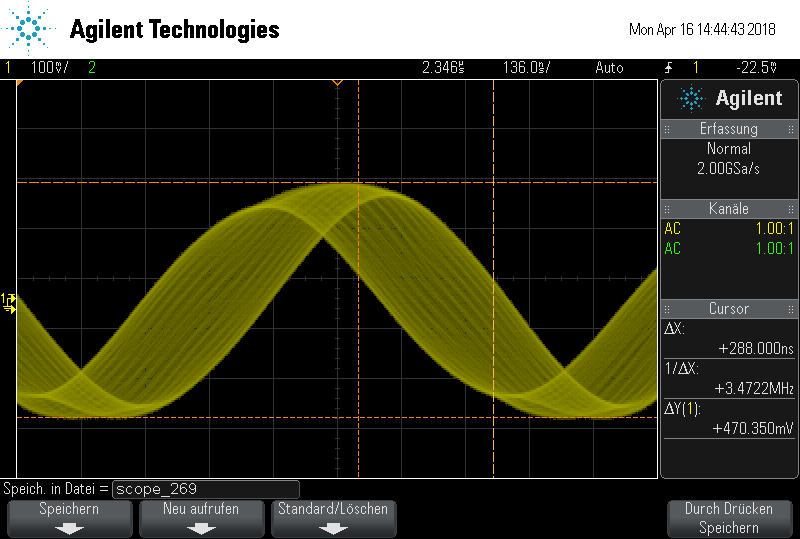 Agilent Technologies
Mon Apr 16 14:44:43 2018
1 100mV/ 2 2.346µs 136.0ns/ Auto 1 -22.5mV
Agilent
Erfassung
Normal
2.00GSa/s
Kanäle
AC 1.00:1
AC 1.00:1
Cursor
ΔX:
+288.000ns
1/ΔX:
+3.4722MHz
ΔY(1):
+470.350mV
Speich. in Datei = scope_269
Speichern
Neu aufrufen
Standard/Löschen
Durch Drücken
Speichern